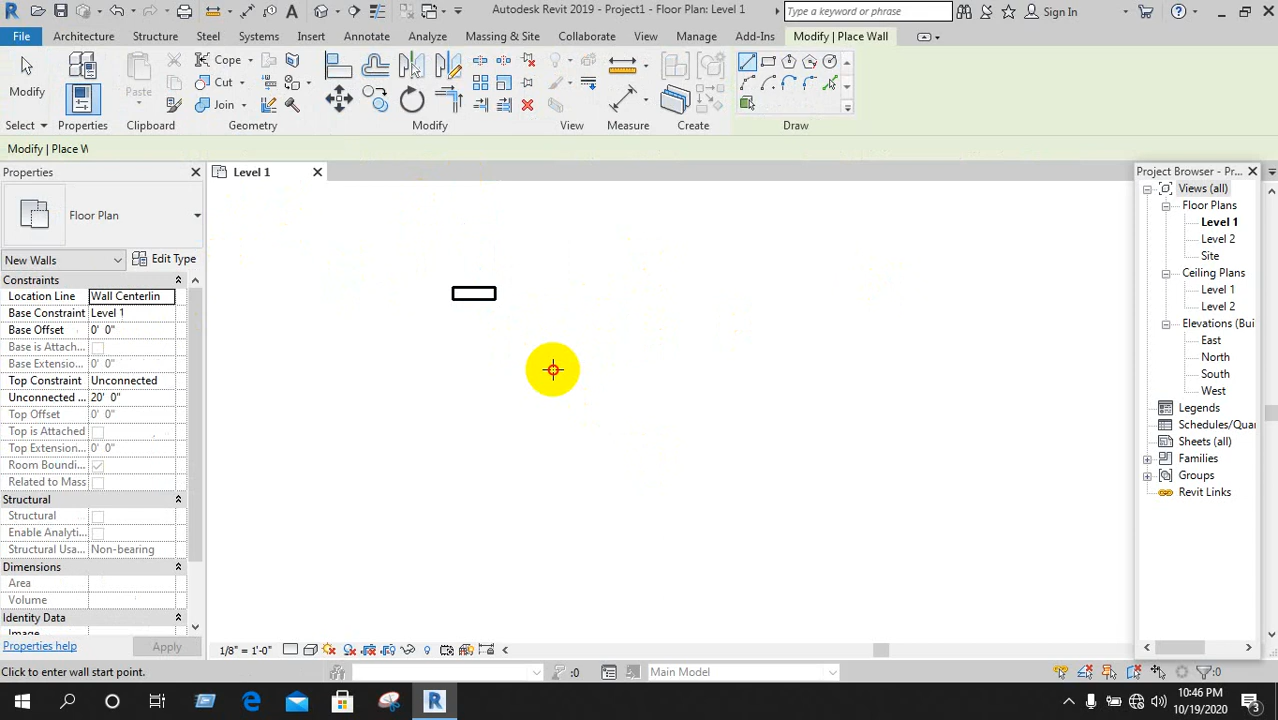 Autodesk Revit 2019 - Project1 - Floor Plan: Level 1
Type a keyword or phrase
Sign In
File Architecture Structure Steel Systems Insert Annotate Analyze Massing & Site Collaborate View Manage Add-Ins Modify | Place Wall
Modify
Paste
Cope
Cut
Join
Select Properties Clipboard Geometry Modify View Measure Create Draw
Modify | Place W
Properties
Floor Plan
New Walls
Edit Type
Constraints
Location Line Wall Centerlin
Base Constraint Level 1
Base Offset 0' 0"
Base is Attach...
Base Extension... 0' 0"
Top Constraint Unconnected
Unconnected ... 20' 0"
Top Offset 0' 0"
Top is Attached
Top Extension... 0' 0"
Room Boundi...
Related to Mass
Structural
Structural
Enable Analyti...
Structural Usa... Non-bearing
Dimensions
Area
Volume
Identity Data
Image
Properties help
Apply
Level 1
Project Browser - Pr...
Views (all)
Floor Plans
Level 1
Level 2
Site
Ceiling Plans
Level 1
Level 2
Elevations (Bui
East
North
South
West
Legends
Schedules/Quar
Sheets (all)
Families
Groups
Revit Links
1/8" = 1'-0"
Click to enter wall start point.
:0
Main Model
:0
10:46 PM
10/19/2020
3